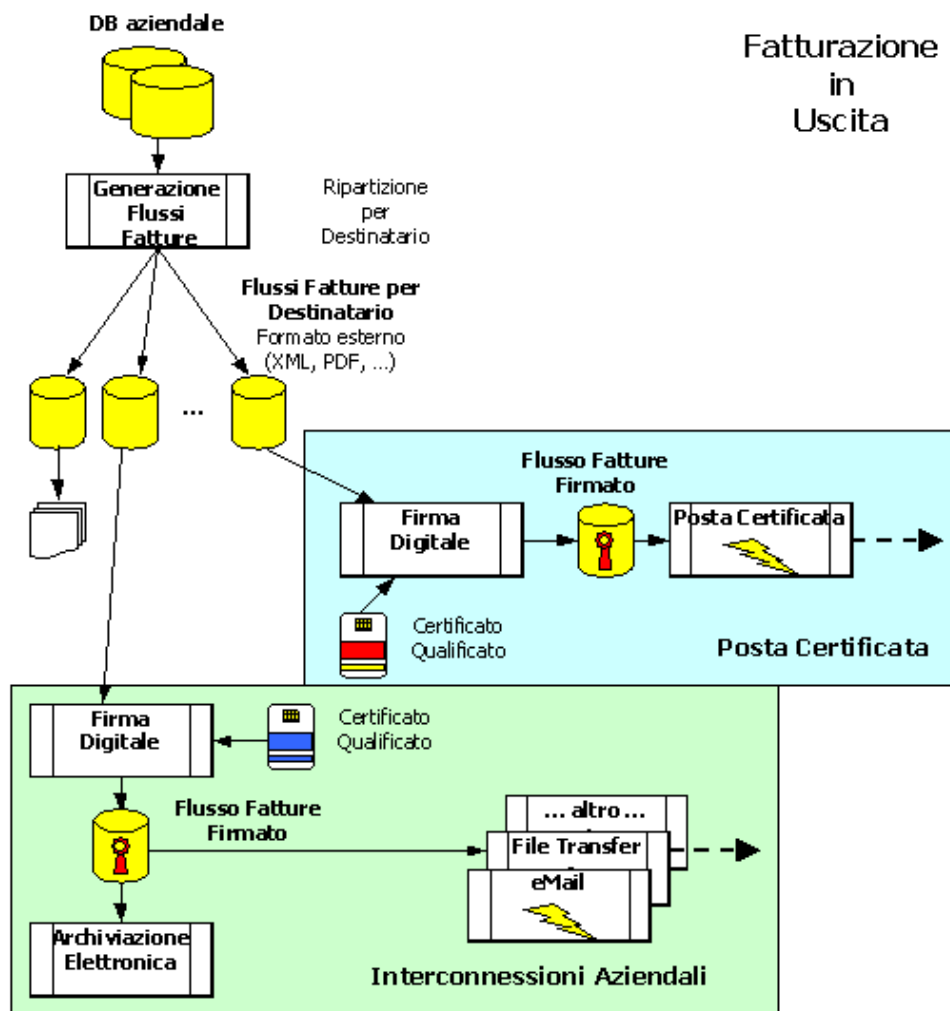 DB aziendale
Fatturazione
in
Uscita
Generazione
Flussi
Fatture
Ripartizione
per
Destinatario
Flussi Fatture per
Destinatario
Formato esterno
(XML, PDF, ...)
...
Flusso Fatture
Firmato
Firma
Digitale
Posta Certificata
Certificato
Qualificato
Posta Certificata
Firma
Digitale
Certificato
Qualificato
Flusso Fatture
Firmato
... altro ...
File Transfer
eMail
Archiviazione
Elettronica
Interconnessioni Aziendali